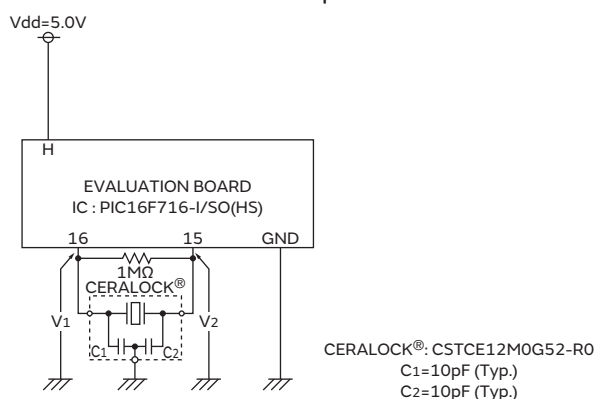 Vdd=5.0V
H
EVALUATION BOARD
IC : PIC16F716-I/SO(HS)
16 15 GND
1MΩ
CERALOCK®
V1 V2
C1 C2
CERALOCK®: CSTCE12M0G52-R0
C1=10pF (Typ.)
C2=10pF (Typ.)